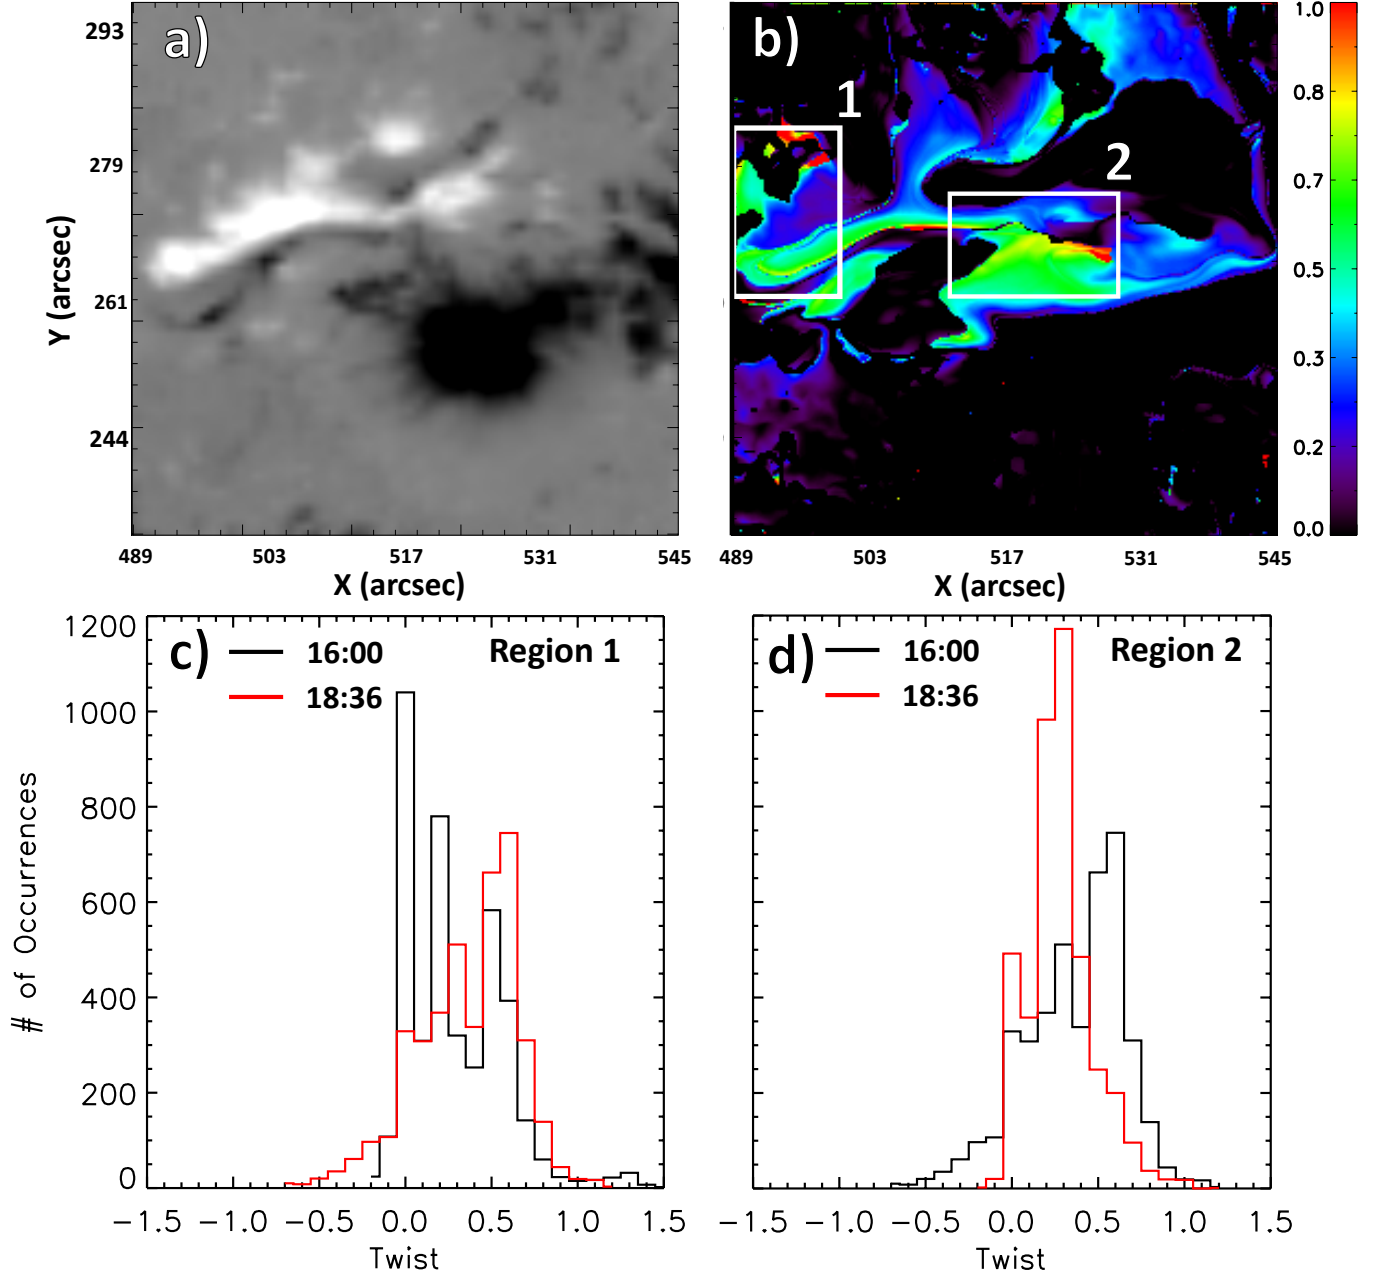 a)
293
279
261
244
Y (arcsec)
489 503 517 531 545
X (arcsec)
b)
1
2
489 503 517 531 545
X (arcsec)
1.0
0.8
0.7
0.5
0.3
0.2
0.0
c)
16:00
18:36
Region 1
1200
1000
800
600
400
200
0
# of Occurrences
−1.5 −1.0 −0.5 0.0 0.5 1.0 1.5
Twist
d)
16:00
18:36
Region 2
−1.5 −1.0 −0.5 0.0 0.5 1.0 1.5
Twist